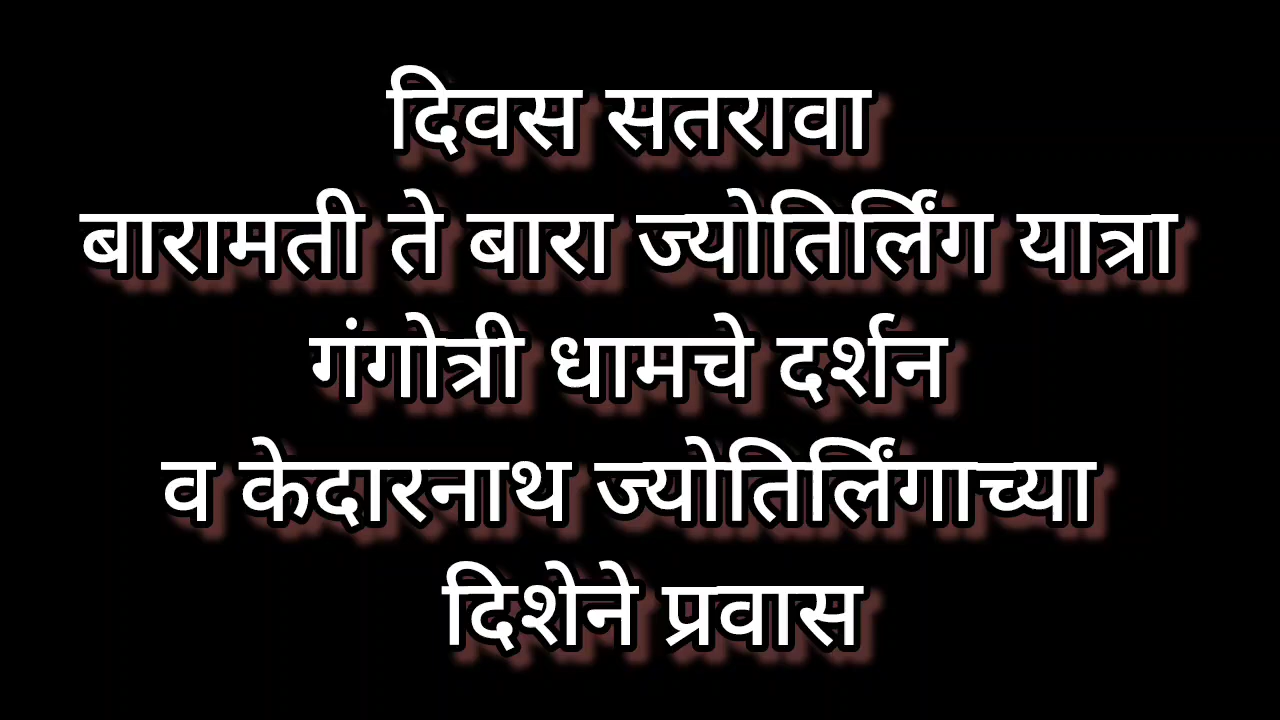 दिवस सतरावा
बारामती ते बारा ज्योतिर्लिंग यात्रा
गंगोत्री धामचे दर्शन
व केदारनाथ ज्योतिर्लिंगाच्या
दिशेने प्रवास